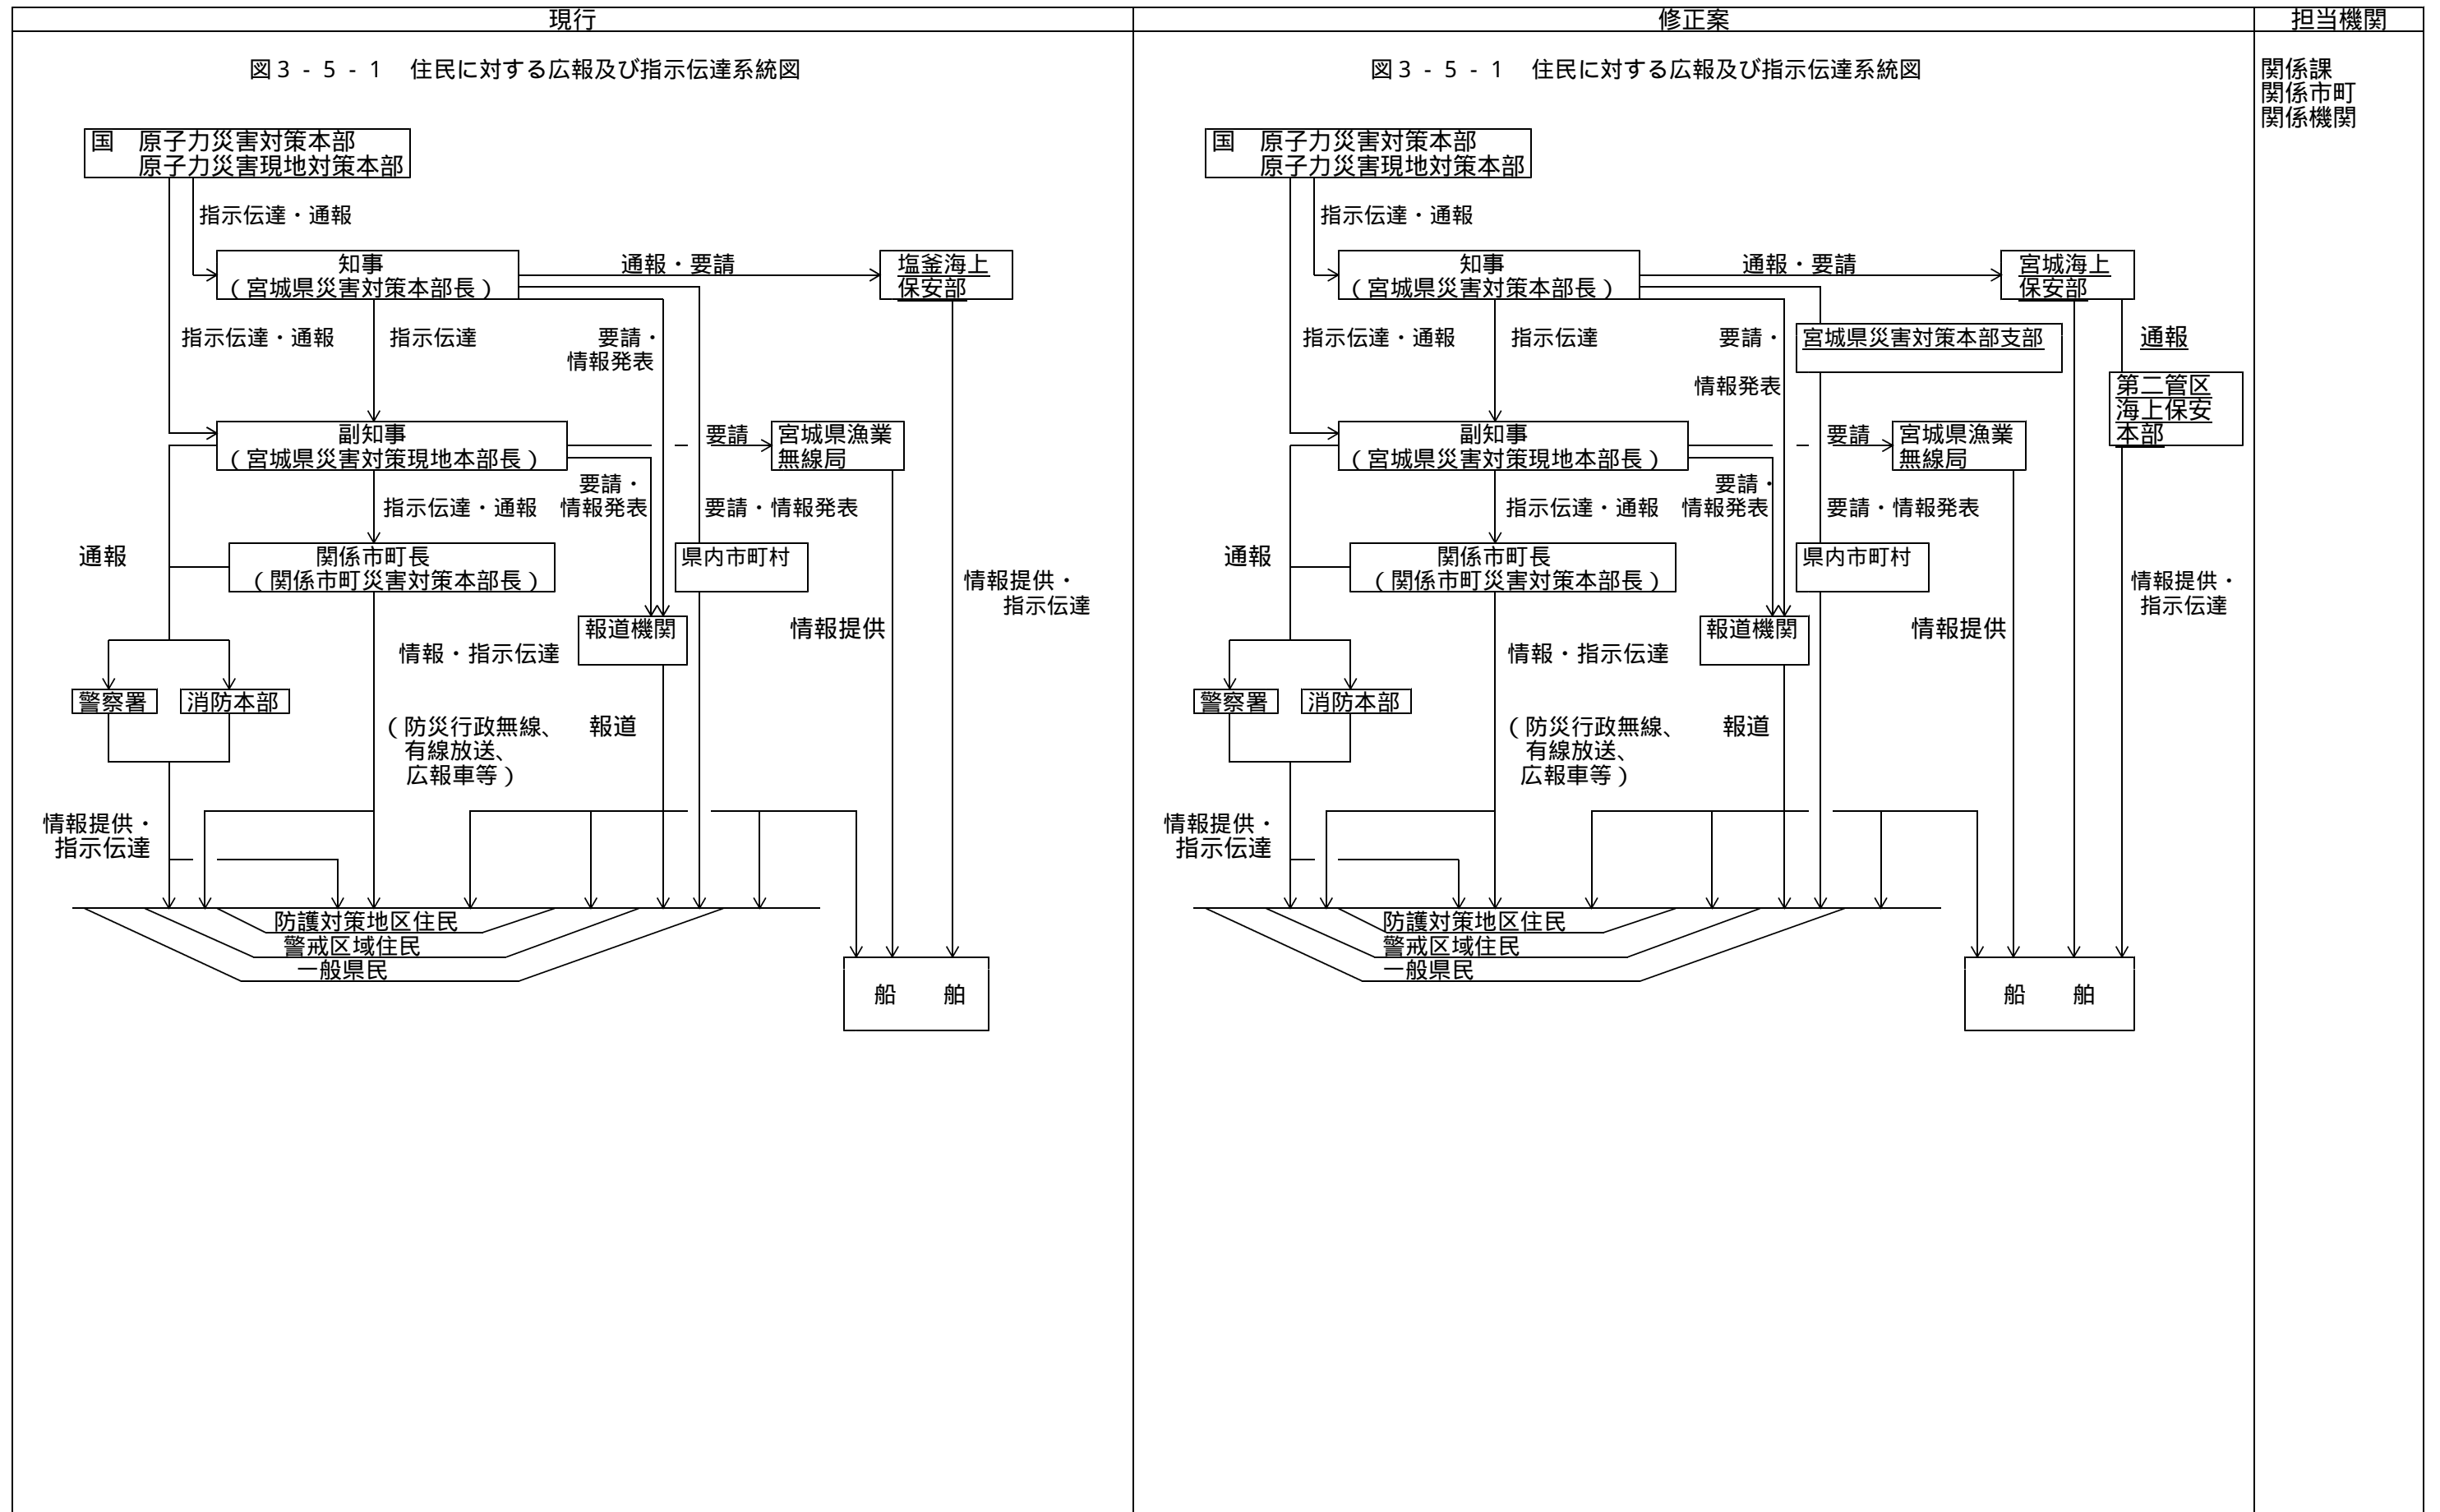 現行
図３－５－１　住民に対する広報及び指示伝達系統図
国　原子力災害対策本部
原子力災害現地対策本部
指示伝達・通報
知事
（宮城県災害対策本部長）
通報・要請
塩釜海上
保安部
指示伝達・通報
指示伝達
要請・
情報発表
副知事
（宮城県災害対策現地本部長）
要請
宮城県漁業
無線局
指示伝達・通報
要請・
情報発表
要請・情報発表
通報
関係市町長
（関係市町災害対策本部長）
県内市町村
情報提供・
指示伝達
報道機関
情報提供
情報・指示伝達
警察署
消防本部
（防災行政無線、
有線放送、
広報車等）
報道
情報提供・
指示伝達
防護対策地区住民
警戒区域住民
一般県民
船　舶
修正案
図３－５－１　住民に対する広報及び指示伝達系統図
国　原子力災害対策本部
原子力災害現地対策本部
指示伝達・通報
知事
（宮城県災害対策本部長）
通報・要請
宮城海上
保安部
指示伝達・通報
指示伝達
要請・
情報発表
宮城県災害対策本部支部
通報
第二管区
海上保安
本部
副知事
（宮城県災害対策現地本部長）
要請
宮城県漁業
無線局
指示伝達・通報
要請・
情報発表
要請・情報発表
通報
関係市町長
（関係市町災害対策本部長）
県内市町村
情報提供・
指示伝達
報道機関
情報提供
情報・指示伝達
警察署
消防本部
（防災行政無線、
有線放送、
広報車等）
報道
情報提供・
指示伝達
防護対策地区住民
警戒区域住民
一般県民
船　舶
担当機関
関係課
関係市町
関係機関